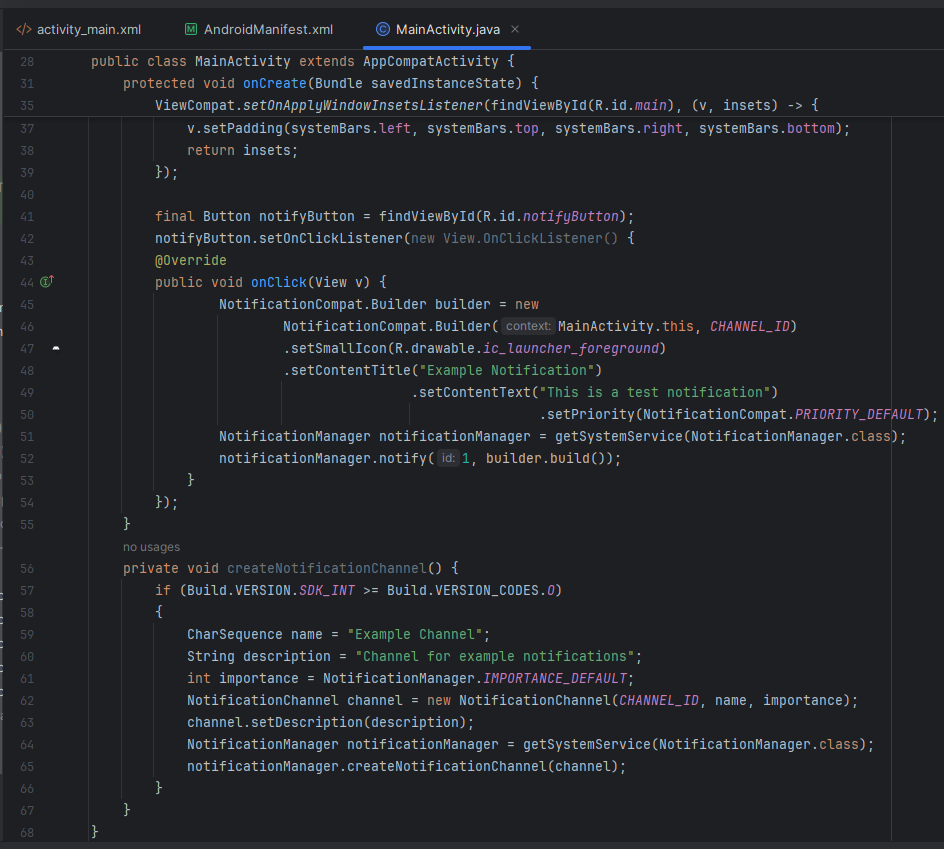 activity_main.xml AndroidManifest.xml MainActivity.java
28 public class MainActivity extends AppCompatActivity {
31 protected void onCreate(Bundle savedInstanceState) {
35 ViewCompat.setOnApplyWindowInsetsListener(findViewById(R.id.main), (v, insets) -> {
37 v.setPadding(systemBars.left, systemBars.top, systemBars.right, systemBars.bottom);
38 return insets;
39 });
40
41 final Button notifyButton = findViewById(R.id.notifyButton);
42 notifyButton.setOnClickListener(new View.OnClickListener() {
43 @Override
44 public void onClick(View v) {
45 NotificationCompat.Builder builder = new
46 NotificationCompat.Builder( context: MainActivity.this, CHANNEL_ID)
47 .setSmallIcon(R.drawable.ic_launcher_foreground)
48 .setContentTitle("Example Notification")
49 .setContentText("This is a test notification")
50 .setPriority(NotificationCompat.PRIORITY_DEFAULT);
51 NotificationManager notificationManager = getSystemService(NotificationManager.class);
52 notificationManager.notify( id: 1, builder.build());
53 }
54 });
55 }
no usages
56 private void createNotificationChannel() {
57 if (Build.VERSION.SDK_INT >= Build.VERSION_CODES.O)
58 {
59 CharSequence name = "Example Channel";
60 String description = "Channel for example notifications";
61 int importance = NotificationManager.IMPORTANCE_DEFAULT;
62 NotificationChannel channel = new NotificationChannel(CHANNEL_ID, name, importance);
63 channel.setDescription(description);
64 NotificationManager notificationManager = getSystemService(NotificationManager.class);
65 notificationManager.createNotificationChannel(channel);
66 }
67 }
68 }